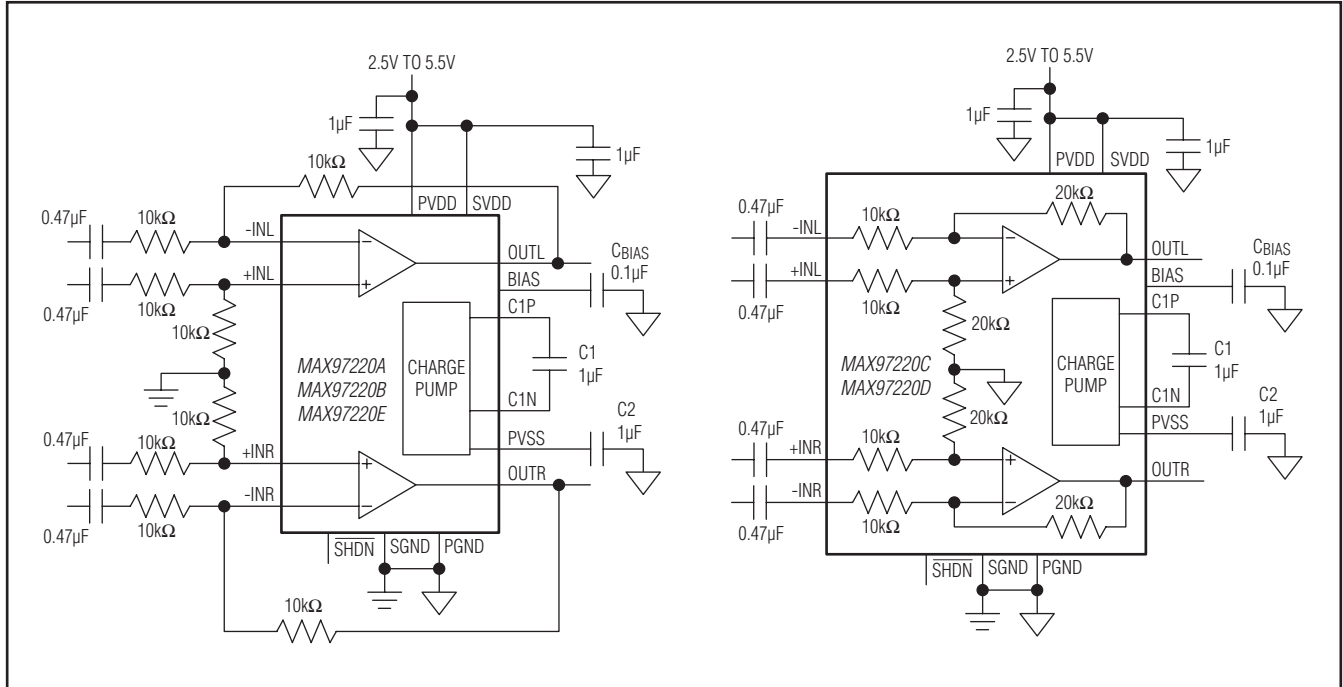 2.5V TO 5.5V
1µF
1µF
10kΩ
PVDD
SVDD
0.47µF
10kΩ
-INL
+INL
0.47µF
10kΩ
10kΩ
10kΩ
0.47µF
10kΩ
+INR
-INR
0.47µF
10kΩ
−
+
+
−
MAX97220A
MAX97220B
MAX97220E
CHARGE
PUMP
OUTL
BIAS
CBIAS
0.1µF
C1P
C1
1µF
C1N
C2
1µF
PVSS
OUTR
SHDN
SGND
PGND
10kΩ
2.5V TO 5.5V
1µF
1µF
PVDD
SVDD
0.47µF
-INL
10kΩ
20kΩ
+INL
0.47µF
10kΩ
20kΩ
20kΩ
MAX97220C
MAX97220D
0.47µF
+INR
10kΩ
-INR
0.47µF
10kΩ
20kΩ
−
+
+
−
CHARGE
PUMP
OUTL
BIAS
CBIAS
0.1µF
C1P
C1
1µF
C1N
C2
1µF
PVSS
OUTR
SHDN
SGND
PGND